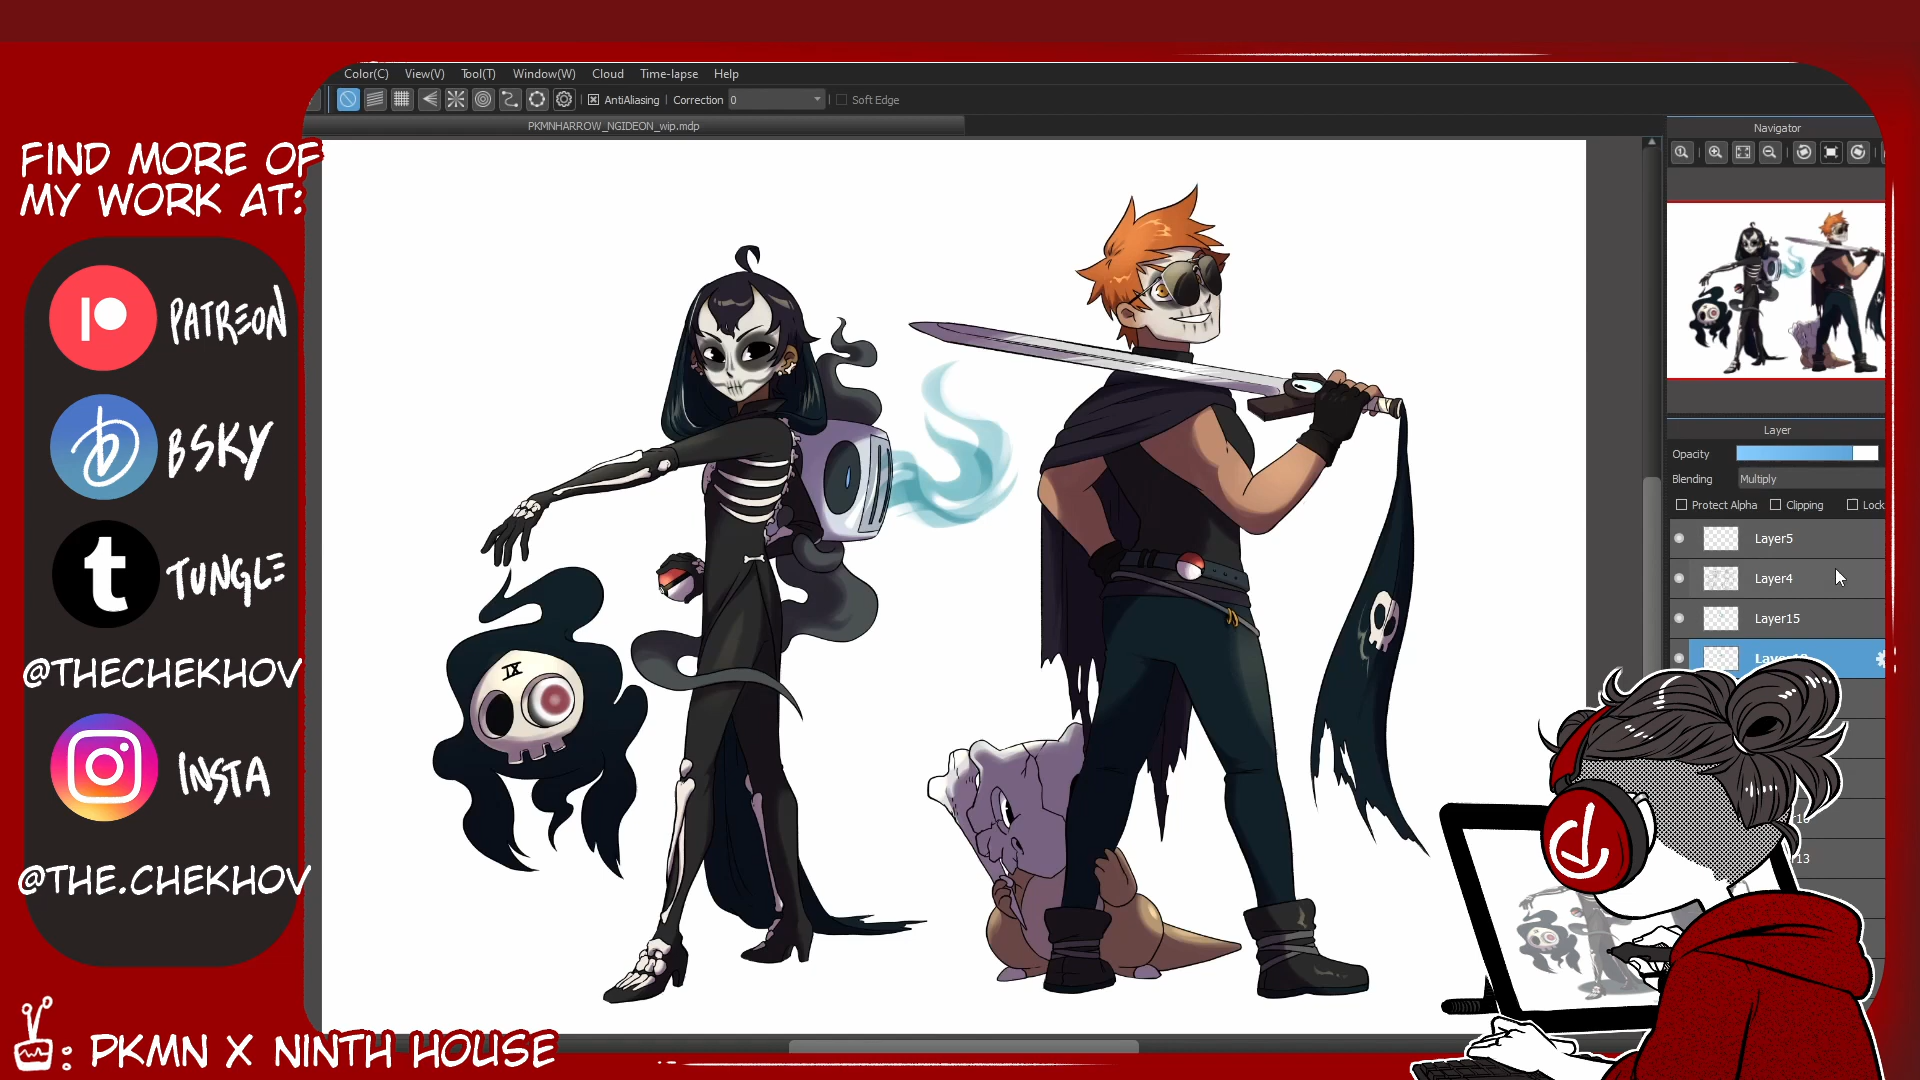 Color(C) View(V) Tool(T) Window(W) Cloud Time-lapse Help
AntiAliasing Correction 0 Soft Edge
PKMNHARROW_NGIDEON_wip.mdp
Navigator
FIND MORE OF
MY WORK AT:
PATREON
BSKY
TUNGLE
@THECHEKHOV
INSTA
@THE.CHEKHOV
: PKMN X NINTH HOUSE
IX
Layer
Opacity
Blending Multiply
Protect Alpha Clipping Lock
Layer5
Layer4
Layer15